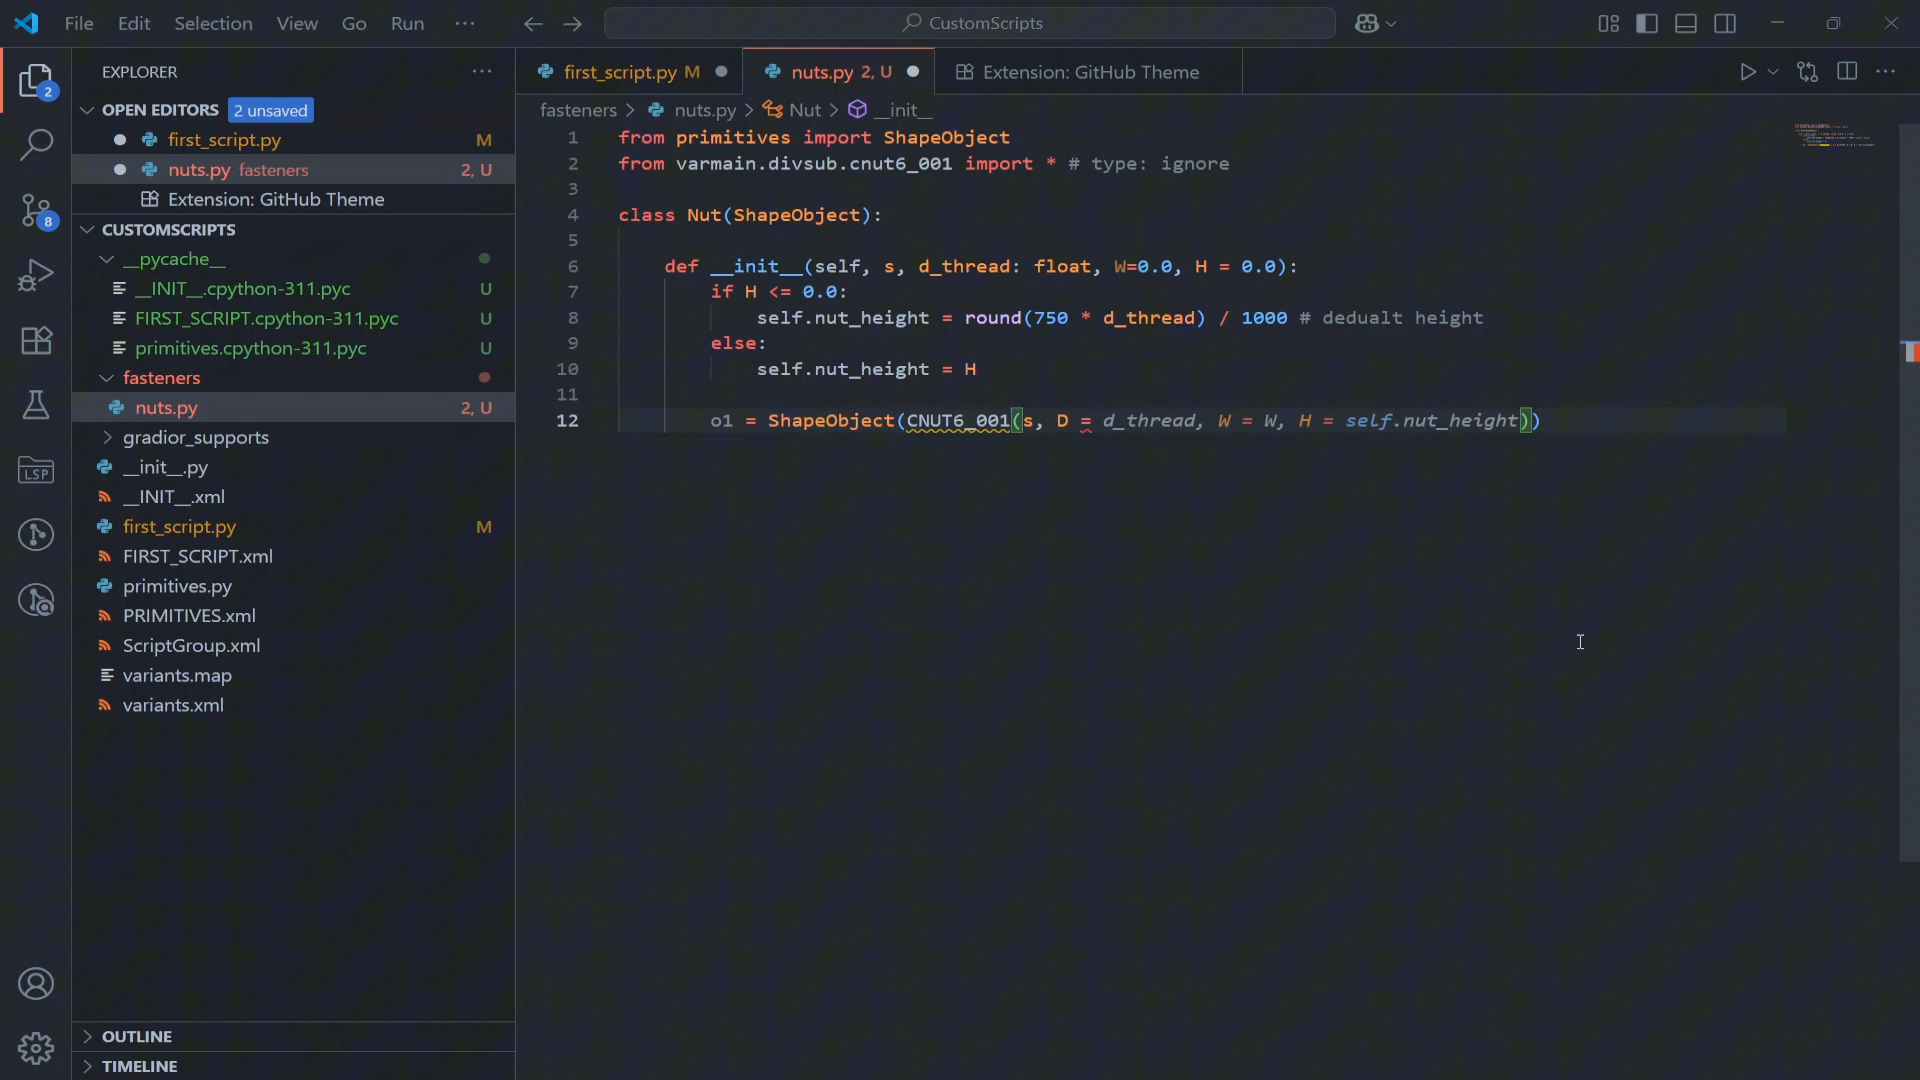 File Edit Selection View Go Run ··· CustomScripts
EXPLORER ···
first_script.py M nuts.py 2, U Extension: GitHub Theme ···
OPEN EDITORS 2 unsaved
first_script.py M
nuts.py fasteners 2, U
Extension: GitHub Theme
CUSTOMSCRIPTS
__pycache__
__INIT__.cpython-311.pyc U
FIRST_SCRIPT.cpython-311.pyc U
primitives.cpython-311.pyc U
fasteners
nuts.py 2, U
gradior_supports
__init__.py
__INIT__.xml
first_script.py M
FIRST_SCRIPT.xml
primitives.py
PRIMITIVES.xml
ScriptGroup.xml
variants.map
variants.xml
OUTLINE
TIMELINE
2
8
LSP
fasteners > nuts.py > Nut > __init__
1 from primitives import ShapeObject
2 from varmain.divsub.cnut6_001 import * # type: ignore
3
4 class Nut(ShapeObject):
5
6 def __init__(self, s, d_thread: float, W=0.0, H = 0.0):
7 if H <= 0.0:
8 self.nut_height = round(750 * d_thread) / 1000 # dedualt height
9 else:
10 self.nut_height = H
11
12 o1 = ShapeObject(CNUT6_001(s, D = d_thread, W = W, H = self.nut_height))